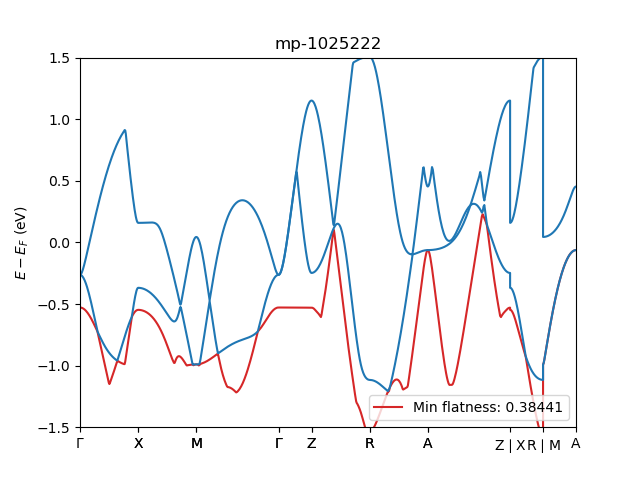 mp-1025222
E − E_F (eV)
1.5
1.0
0.5
0.0
−0.5
−1.0
−1.5
Min flatness: 0.38441
Γ X M Γ Z R A Z | X R | M A